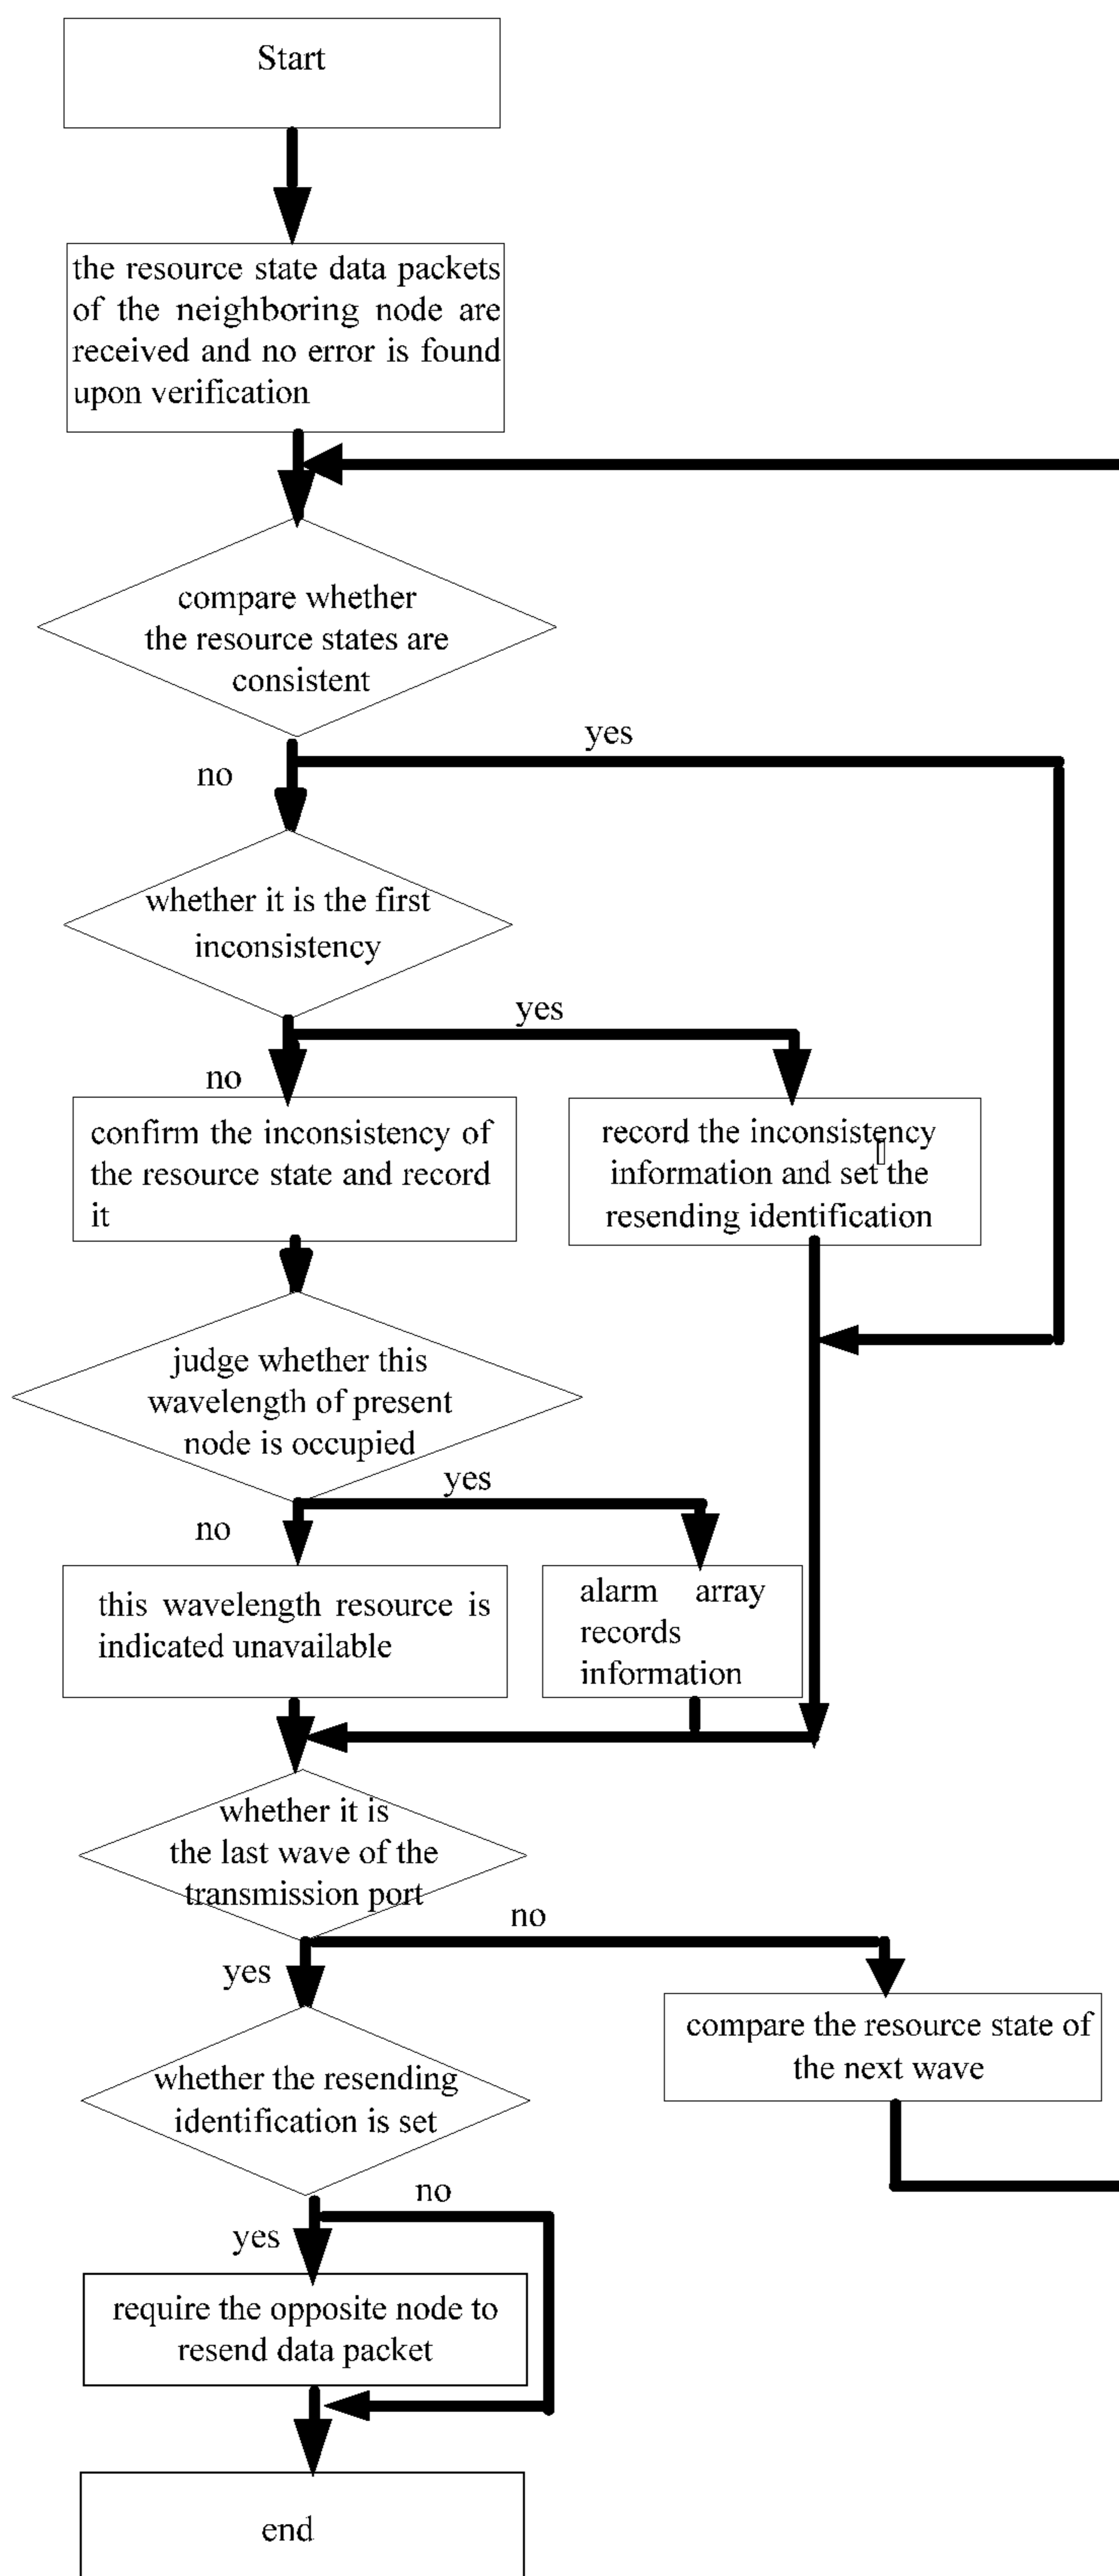 Start
the resource state data packets
of the neighboring node are
received and no error is found
upon verification
compare whether
the resource states are
consistent
yes
no
whether it is the first
inconsistency
yes
no
confirm the inconsistency of
the resource state and record
it
record the inconsistency
information and set the
resending identification
judge whether this
wavelength of present
node is occupied
yes
no
this wavelength resource is
indicated unavailable
alarm array
records
information
whether it is
the last wave of the
transmission port
no
yes
compare the resource state of
the next wave
whether the resending
identification is set
no
yes
require the opposite node to
resend data packet
end